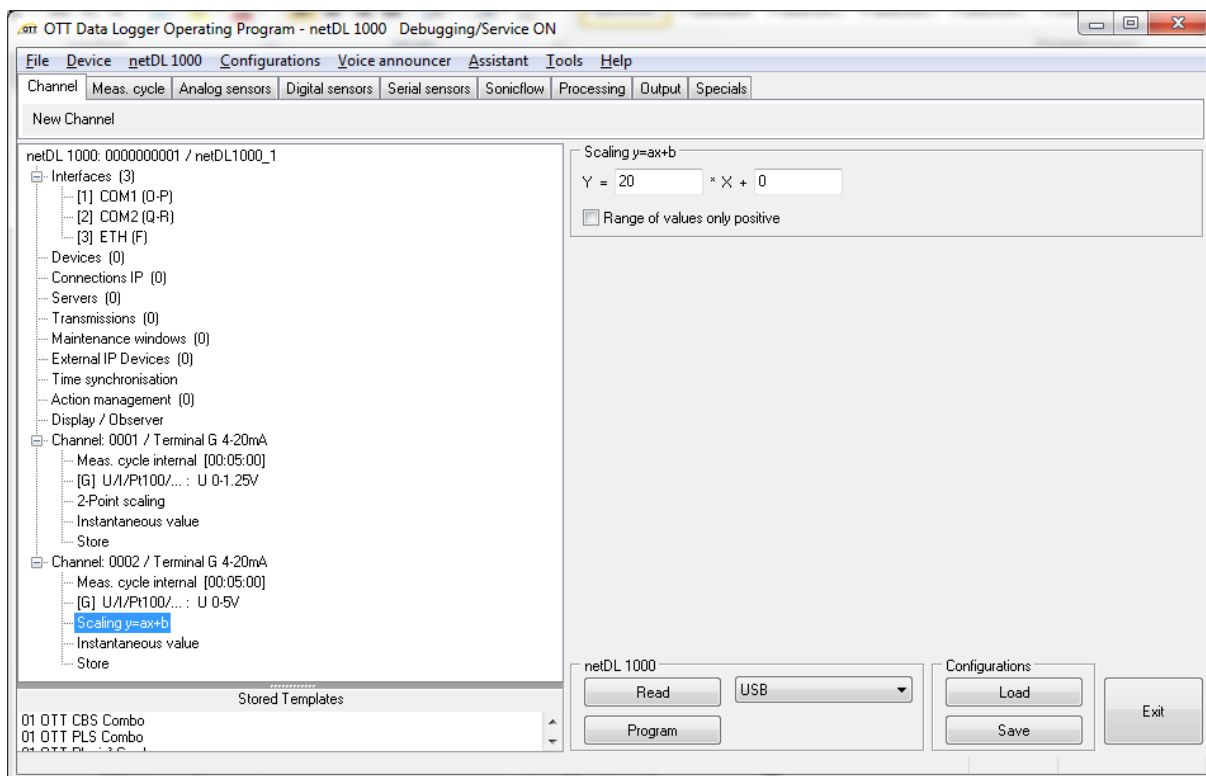 OTT OTT Data Logger Operating Program - netDL 1000 Debugging/Service ON
File Device netDL 1000 Configurations Voice announcer Assistant Tools Help
Channel Meas. cycle Analog sensors Digital sensors Serial sensors Sonicflow Processing Output Specials
New Channel
netDL 1000: 0000000001 / netDL1000_1
Interfaces (3)
[1] COM1 (O-P)
[2] COM2 (Q-R)
[3] ETH (F)
Devices (0)
Connections IP (0)
Servers (0)
Transmissions (0)
Maintenance windows (0)
External IP Devices (0)
Time synchronisation
Action management (0)
Display / Observer
Channel: 0001 / Terminal G 4-20mA
Meas. cycle internal [00:05:00]
[G] U/I/Pt100/... : U 0-1.25V
2-Point scaling
Instantaneous value
Store
Channel: 0002 / Terminal G 4-20mA
Meas. cycle internal [00:05:00]
[G] U/I/Pt100/... : U 0-5V
Scaling y=ax+b
Instantaneous value
Store
Stored Templates
01 OTT CBS Combo
01 OTT PLS Combo
Scaling y=ax+b
Y = 20 * X + 0
Range of values only positive
netDL 1000
Read USB
Program
Configurations
Load
Save
Exit